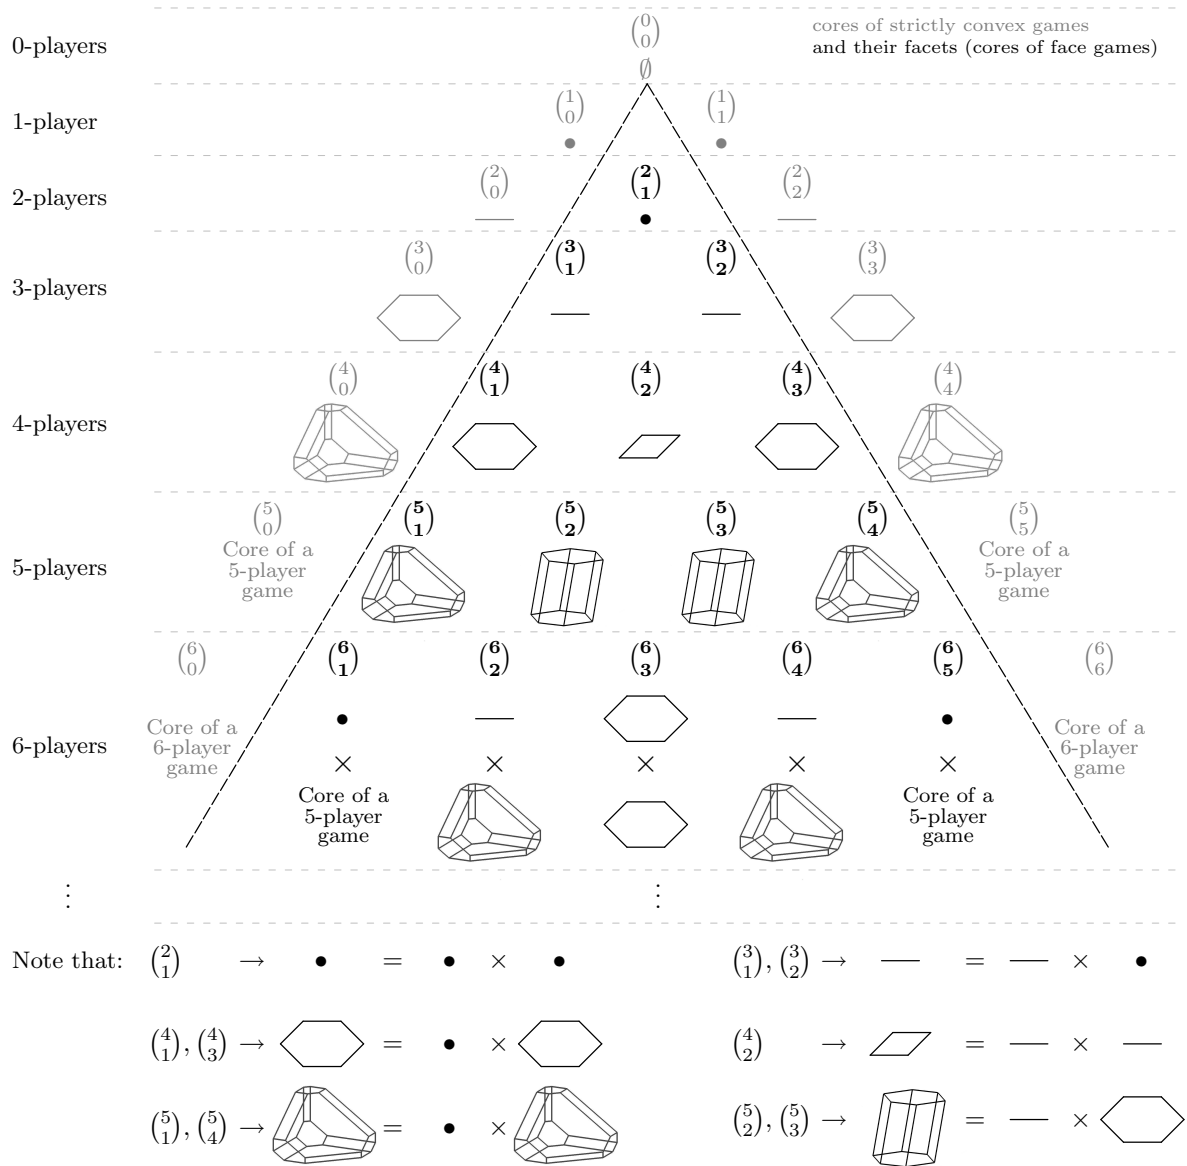 cores of strictly convex games
and their facets (cores of face games)
0-players
(0 0)
∅
1-player
(1 0) (1 1)
2-players
(2 0) (2 1) (2 2)
3-players
(3 0) (3 1) (3 2) (3 3)
4-players
(4 0) (4 1) (4 2) (4 3) (4 4)
5-players
(5 0) (5 1) (5 2) (5 3) (5 4) (5 5)
Core of a
5-player
game
Core of a
5-player
game
6-players
(6 0) (6 1) (6 2) (6 3) (6 4) (6 5) (6 6)
Core of a
6-player
game
× × × × ×
Core of a
5-player
game
Core of a
5-player
game
Core of a
6-player
game
⋮ ⋮
Note that: (2 1) → • = • × • (3 1), (3 2) → — = — × •
(4 1), (4 3) → = • × (4 2) → = — × —
(5 1), (5 4) → = • × (5 2), (5 3) → = — ×